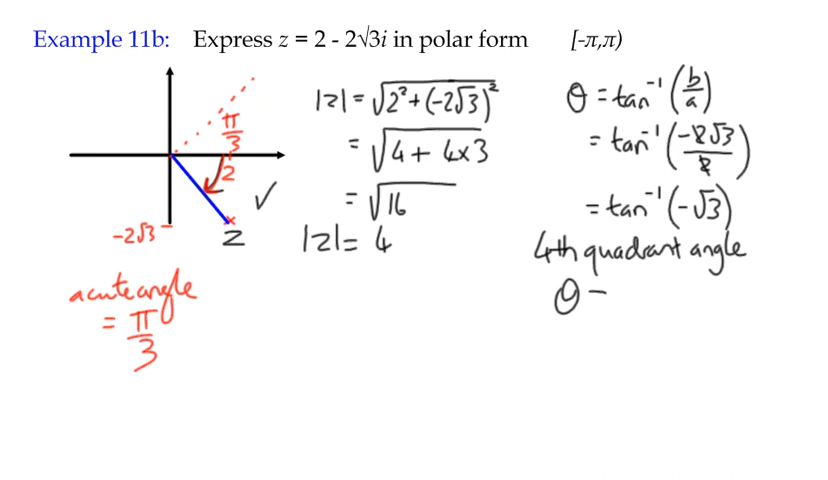 Example 11b: Express z = 2 - 2√3i in polar form [-π,π)
π/3
2
-2√3
z
✓
acute angle
= π/3
|z| = √(2² + (-2√3)²)
= √(4 + 4×3)
= √16
|z| = 4
θ = tan⁻¹(b/a)
= tan⁻¹(-2√3/2)
= tan⁻¹(-√3)
4th quadrant angle
θ =